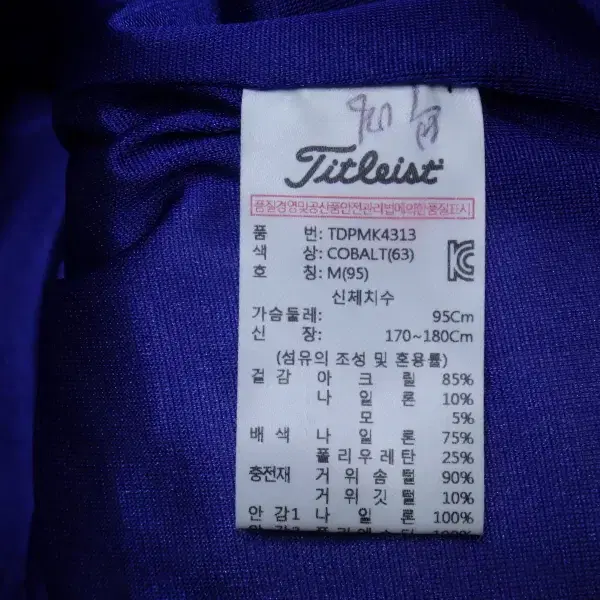 Titleist
품질경영및공산품안전관리법에의한품질표시
품 번: TDPMK4313
색 상: COBALT(63)
호 칭: M(95)
신체치수
가슴둘레: 95Cm
신 장: 170~180Cm
(섬유의 조성 및 혼용률)
겉감 아크릴 85%
나일론 10%
모 5%
배색 나일론 75%
폴리우레탄 25%
충전재 거위솜털 90%
거위깃털 10%
안감1 나일론 100%